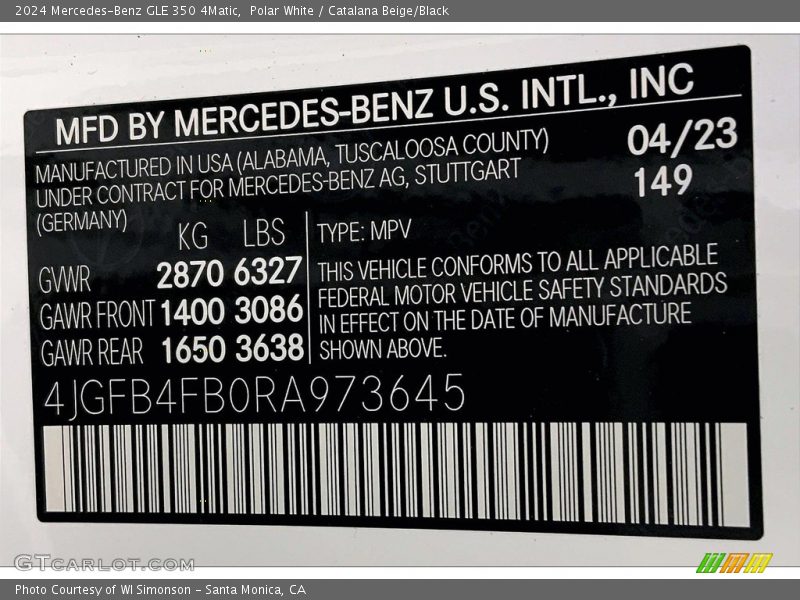 2024 Mercedes-Benz GLE 350 4Matic,  Polar White / Catalana Beige/Black
MFD BY MERCEDES-BENZ U.S. INTL., INC
MANUFACTURED IN USA (ALABAMA, TUSCALOOSA COUNTY)
UNDER CONTRACT FOR MERCEDES-BENZ AG, STUTTGART
(GERMANY)
04/23
149
KG LBS
GVWR 2870 6327
GAWR FRONT 1400 3086
GAWR REAR 1650 3638
TYPE: MPV
THIS VEHICLE CONFORMS TO ALL APPLICABLE
FEDERAL MOTOR VEHICLE SAFETY STANDARDS
IN EFFECT ON THE DATE OF MANUFACTURE
SHOWN ABOVE.
4JGFB4FB0RA973645
GTcarlot.com
Photo Courtesy of WI Simonson - Santa Monica, CA